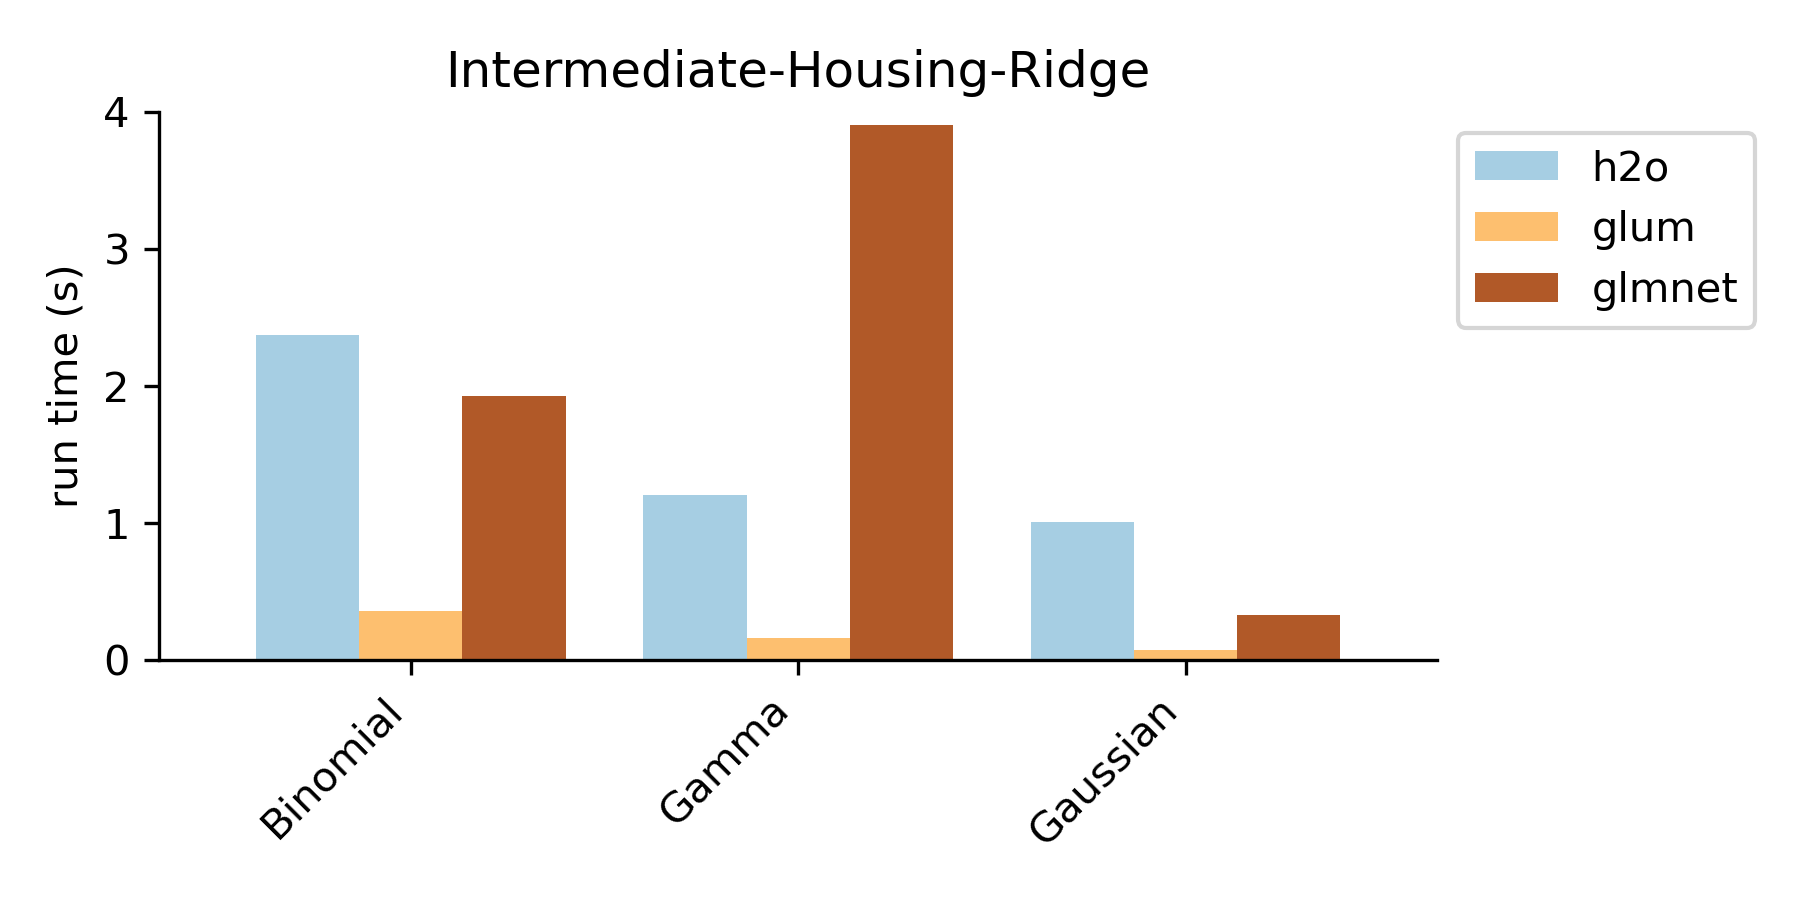 Intermediate-Housing-Ridge
4
3
2
1
0
run time (s)
Binomial
Gamma
Gaussian
h2o
glum
glmnet